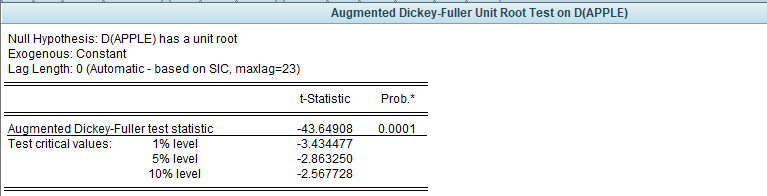 Augmented Dickey-Fuller Unit Root Test on D(APPLE)
Null Hypothesis: D(APPLE) has a unit root
Exogenous: Constant
Lag Length: 0 (Automatic - based on SIC, maxlag=23)
t-Statistic Prob.*
Augmented Dickey-Fuller test statistic -43.64908 0.0001
Test critical values: 1% level -3.434477
5% level -2.863250
10% level -2.567728